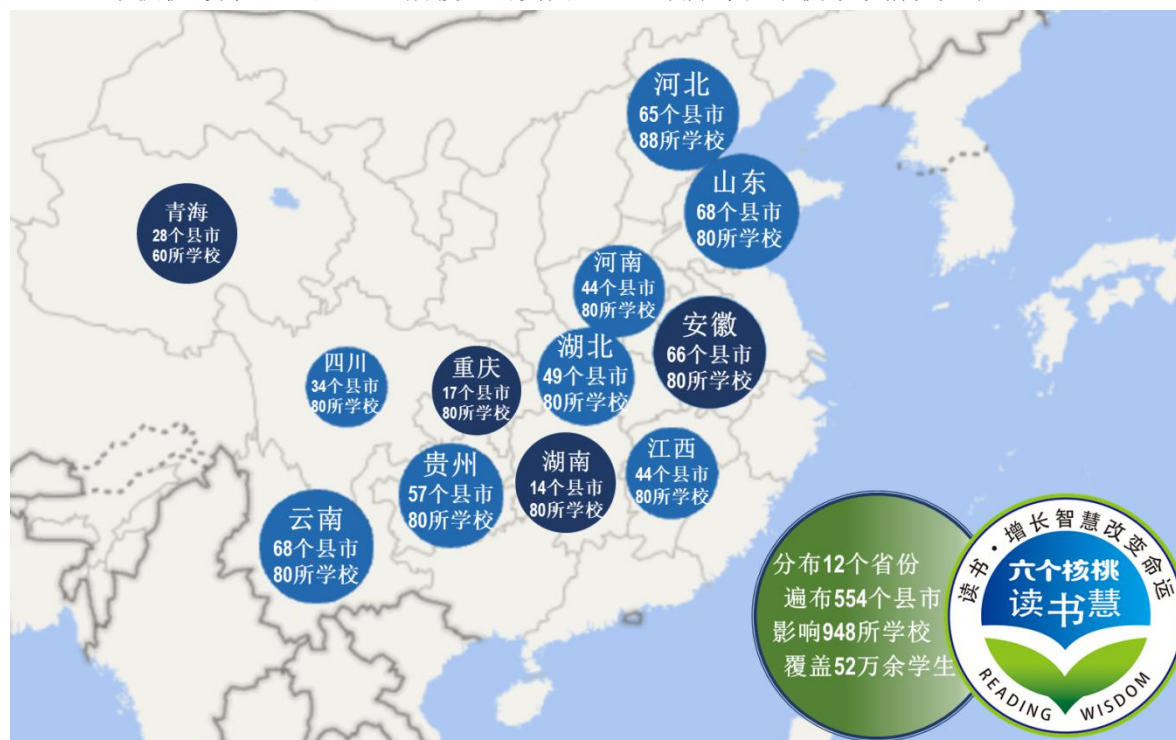 河北
65个县市
88所学校
山东
68个县市
80所学校
青海
28个县市
60所学校
河南
44个县市
80所学校
安徽
66个县市
80所学校
四川
34个县市
80所学校
重庆
17个县市
80所学校
湖北
49个县市
80所学校
贵州
57个县市
80所学校
湖南
14个县市
80所学校
江西
44个县市
80所学校
云南
68个县市
80所学校
分布12个省份
遍布554个县市
影响948所学校
覆盖52万余学生
读书·增长智慧改变命运
六个核桃
读书慧
READING WISDOM